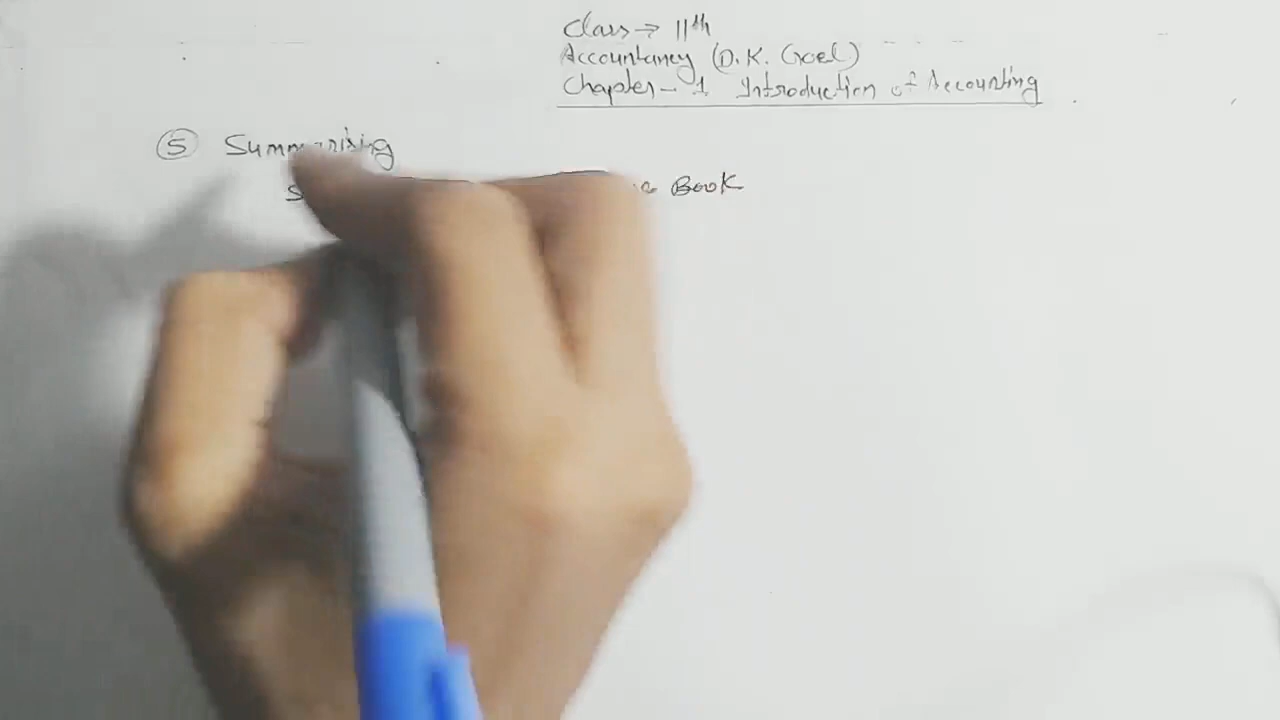 Class → 11th
Accountancy (D.K. Goel)
Chapter - 1 Introduction of Accounting
⑤ Summarising
Book